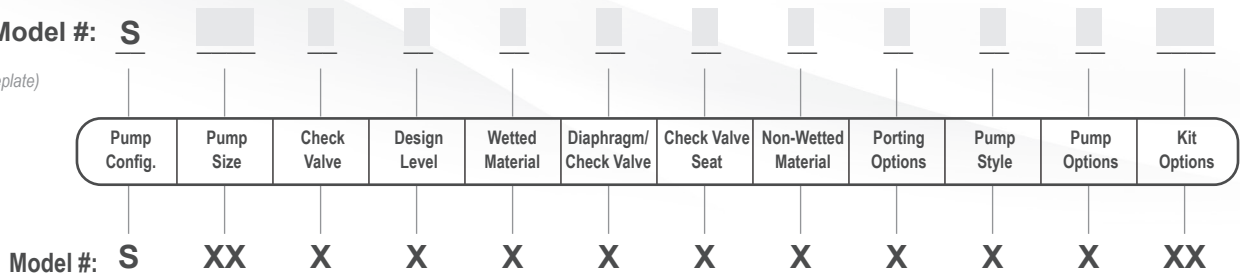 Model #: S
plate)
Pump Pump Check Design Wetted Diaphragm/ Check Valve Non-Wetted Porting Pump Pump Kit
Config. Size Valve Level Material Check Valve Seat Material Options Style Options Options
Model #: S XX X X X X X X X X X XX